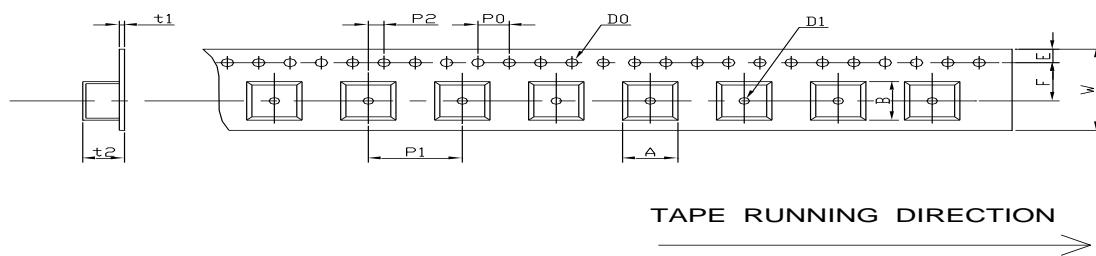 t1
P2
P0
D0
D1
E
F
W
B
t2
P1
A
TAPE RUNNING DIRECTION